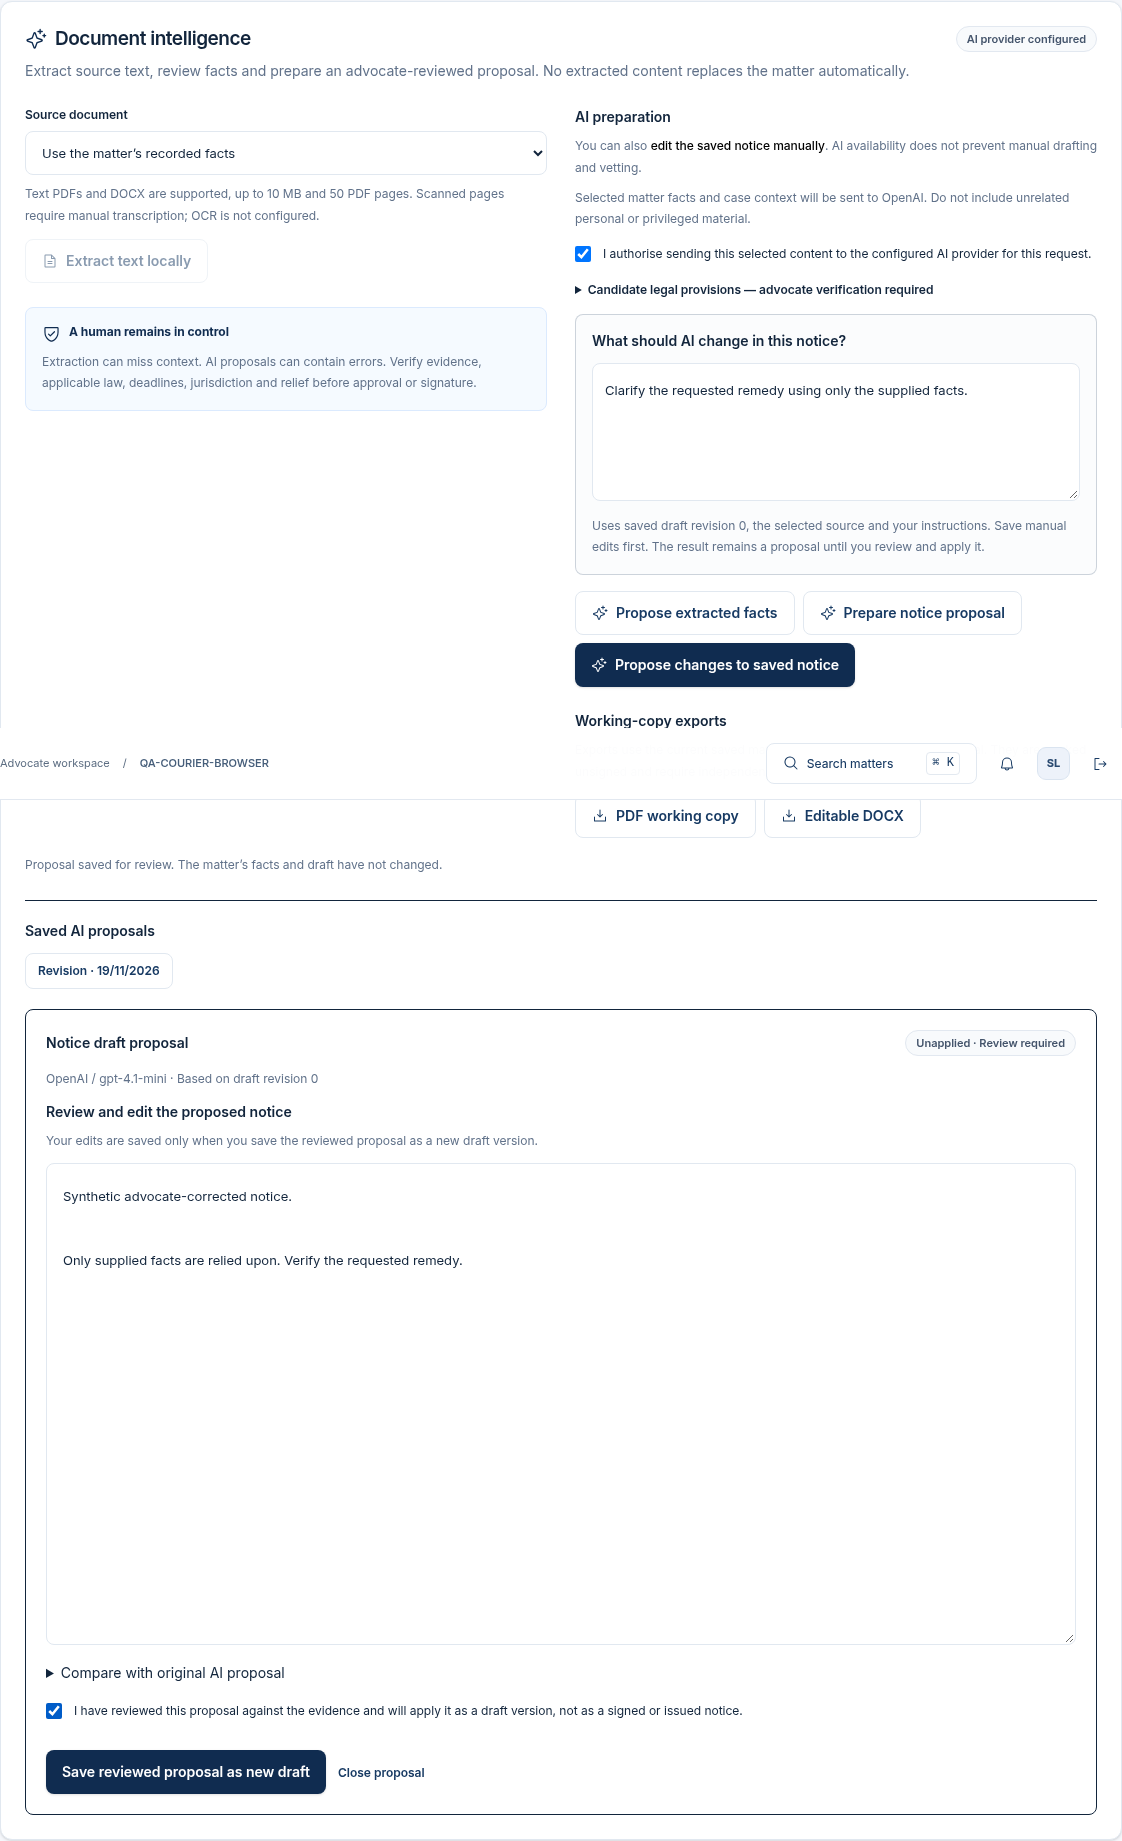 Document intelligence
AI provider configured
Extract source text, review facts and prepare an advocate-reviewed proposal. No extracted content replaces the matter automatically.
Source document
Use the matter’s recorded facts
Text PDFs and DOCX are supported, up to 10 MB and 50 PDF pages. Scanned pages
require manual transcription; OCR is not configured.
Extract text locally
A human remains in control
Extraction can miss context. AI proposals can contain errors. Verify evidence,
applicable law, deadlines, jurisdiction and relief before approval or signature.
AI preparation
You can also edit the saved notice manually. AI availability does not prevent manual drafting
and vetting.
Selected matter facts and case context will be sent to OpenAI. Do not include unrelated
personal or privileged material.
I authorise sending this selected content to the configured AI provider for this request.
Candidate legal provisions — advocate verification required
What should AI change in this notice?
Clarify the requested remedy using only the supplied facts.
Uses saved draft revision 0, the selected source and your instructions. Save manual
edits first. The result remains a proposal until you review and apply it.
Propose extracted facts
Prepare notice proposal
Propose changes to saved notice
Working-copy exports
Advocate workspace / QA-COURIER-BROWSER
Search matters
⌘ K
SL
PDF working copy
Editable DOCX
Proposal saved for review. The matter’s facts and draft have not changed.
Saved AI proposals
Revision · 19/11/2026
Notice draft proposal
Unapplied · Review required
OpenAI / gpt-4.1-mini · Based on draft revision 0
Review and edit the proposed notice
Your edits are saved only when you save the reviewed proposal as a new draft version.
Synthetic advocate-corrected notice.
Only supplied facts are relied upon. Verify the requested remedy.
Compare with original AI proposal
I have reviewed this proposal against the evidence and will apply it as a draft version, not as a signed or issued notice.
Save reviewed proposal as new draft
Close proposal